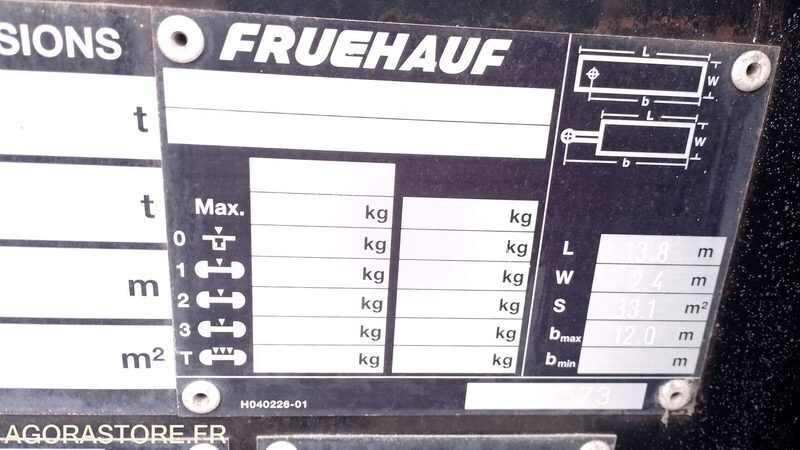 SIONS
t
t
m
m²
FRUEHAUF
Max. kg kg
0 kg kg
1 kg kg
2 kg kg
3 kg kg
T kg kg
H040226-01
L
W
b
L
W
b
L 13.8 m
W 2.4 m
S 33.1 m²
bmax 12.0 m
bmin m
573
AGORASTORE.FR